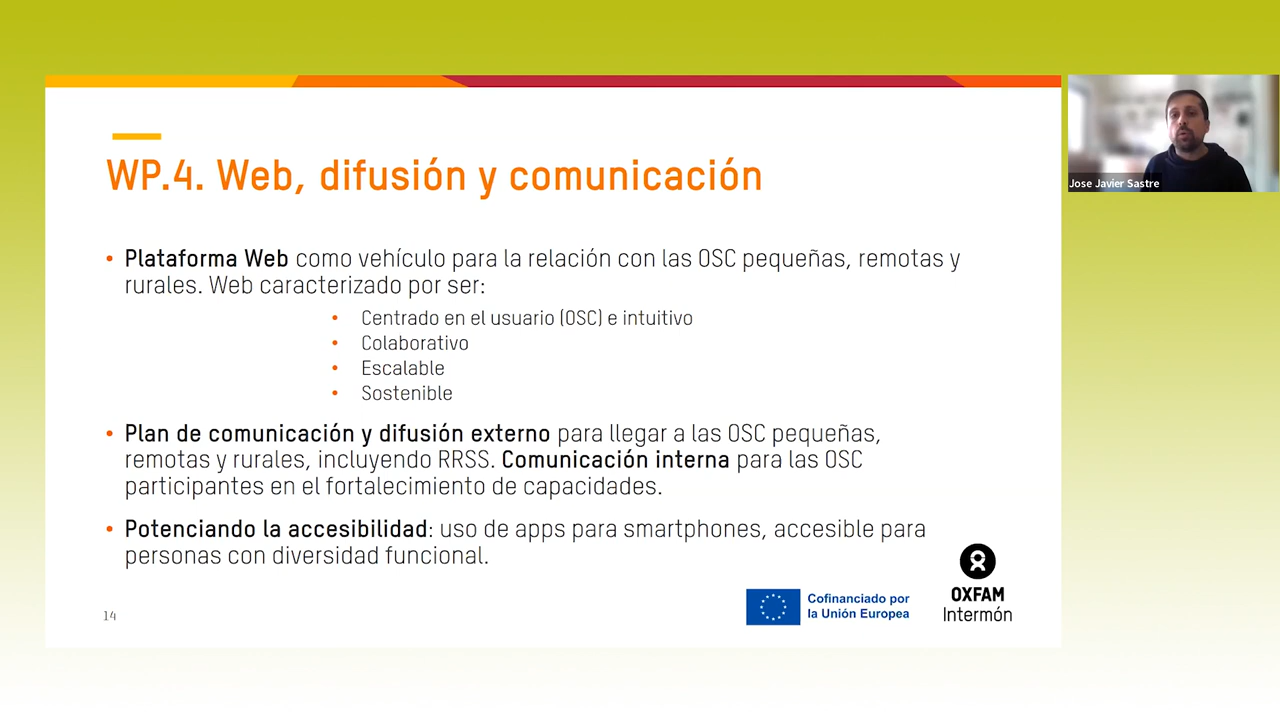 WP.4. Web, difusión y comunicación
• Plataforma Web como vehículo para la relación con las OSC pequeñas, remotas y
rurales. Web caracterizado por ser:
• Centrado en el usuario (OSC) e intuitivo
• Colaborativo
• Escalable
• Sostenible
• Plan de comunicación y difusión externo para llegar a las OSC pequeñas,
remotas y rurales, incluyendo RRSS. Comunicación interna para las OSC
participantes en el fortalecimiento de capacidades.
• Potenciando la accesibilidad: uso de apps para smartphones, accesible para
personas con diversidad funcional.
14
Cofinanciado por
la Unión Europea
OXFAM
Intermón
Jose Javier Sastre